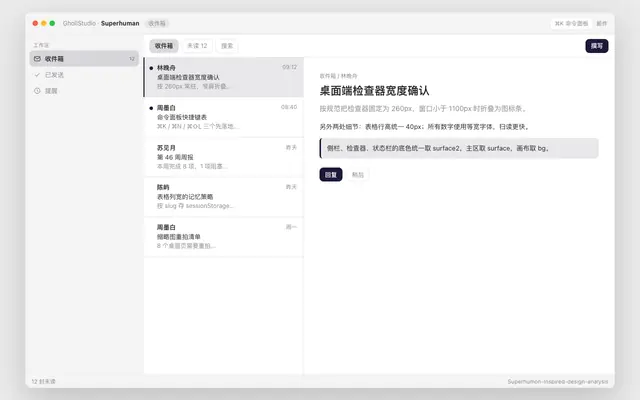 GholiStudio · Superhuman 收件箱
⌘K 命令面板
邮件
工作区
收件箱 12
已发送
提醒
收件箱
未读 12
搜索
撰写
林晚舟 09:12
桌面端检查器宽度确认
按 260px 常驻，窄屏折叠…
周墨白 08:40
命令面板快捷键表
⌘K / ⌘N / ⌘⚙L 三个先落地…
苏见月 昨天
第 46 周周报
本周完成 8 项，1 项阻塞…
陈屿 昨天
表格列宽的记忆策略
按 slug 存 sessionStorage…
周墨白 周一
缩略图重拍清单
8 个桌面页需要重拍…
收件箱 / 林晚舟
桌面端检查器宽度确认
按规范把检查器固定为 260px，窗口小于 1100px 时折叠为图标条。
另外两处细节：表格行高统一 40px；所有数字使用等宽字体，扫读更快。
侧栏、检查器、状态栏的底色统一取 surface2，主区取 surface，画布取 bg。
回复
稍后
12 封未读
Superhuman-inspired-design-analysis